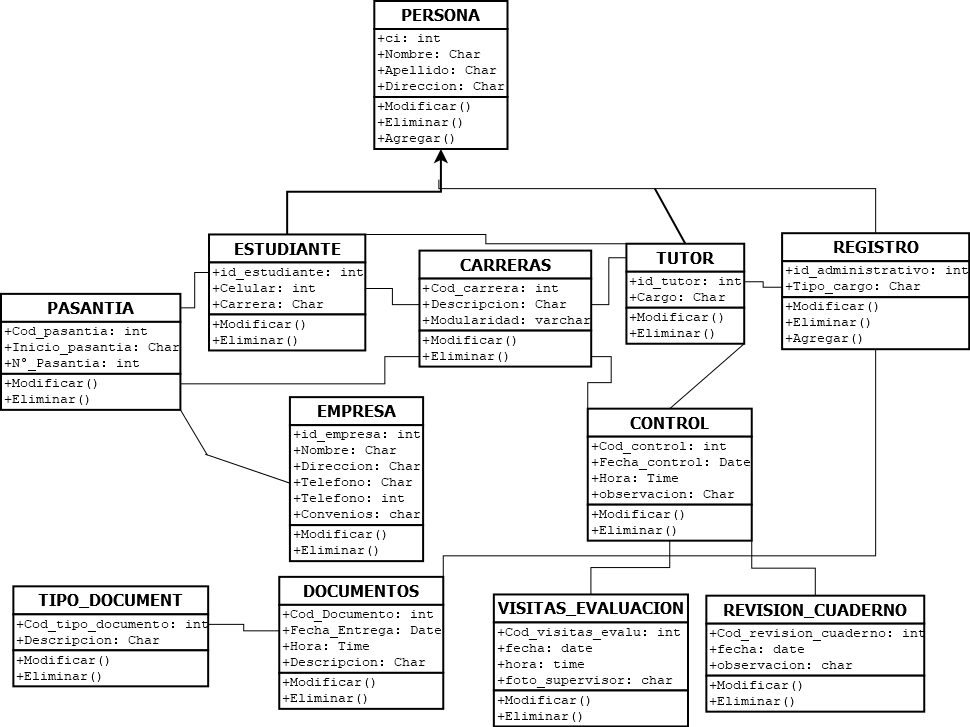 PERSONA
+ci: int
+Nombre: Char
+Apellido: Char
+Direccion: Char
+Modificar()
+Eliminar()
+Agregar()
ESTUDIANTE
+id_estudiante: int
+Celular: int
+Carrera: Char
+Modificar()
+Eliminar()
CARRERAS
+Cod_carrera: int
+Descripcion: Char
+Modularidad: varchar
+Modificar()
+Eliminar()
TUTOR
+id_tutor: int
+Cargo: Char
+Modificar()
+Eliminar()
REGISTRO
+id_administrativo: int
+Tipo_cargo: Char
+Modificar()
+Eliminar()
+Agregar()
PASANTIA
+Cod_pasantia: int
+Inicio_pasantia: Char
+N°_Pasantia: int
+Modificar()
+Eliminar()
EMPRESA
+id_empresa: int
+Nombre: Char
+Direccion: Char
+Telefono: Char
+Telefono: int
+Convenios: char
+Modificar()
+Eliminar()
CONTROL
+Cod_control: int
+Fecha_control: Date
+Hora: Time
+observacion: Char
+Modificar()
+Eliminar()
TIPO_DOCUMENT
+Cod_tipo_documento: int
+Descripcion: Char
+Modificar()
+Eliminar()
DOCUMENTOS
+Cod_Documento: int
+Fecha_Entrega: Date
+Hora: Time
+Descripcion: Char
+Modificar()
+Eliminar()
VISITAS_EVALUACION
+Cod_visitas_evalu: int
+fecha: date
+hora: time
+foto_supervisor: char
+Modificar()
+Eliminar()
REVISION_CUADERNO
+Cod_revision_cuaderno: int
+fecha: date
+observacion: char
+Modificar()
+Eliminar()